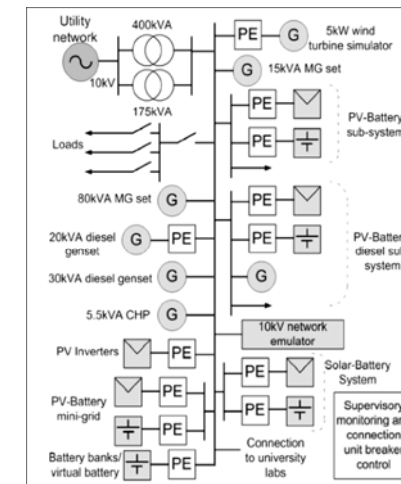 Utility
network
400kVA
10kV
175kVA
Loads
PE
G
5kW wind
turbine simulator
G
15kVA MG set
PE
PE
PV-Battery
sub-system
80kVA MG set
G
20kVA diesel
genset
G
PE
30kVA diesel genset
G
5.5kVA CHP
G
PE
PE
G
PV-Batter
diesel sub
system
10kV network
emulator
PV Inverters
PE
PV-Battery
mini-grid
PE
PE
Battery banks/
virtual battery
PE
PE
PE
Solar-Battery
System
Connection
to university
labs
Supervisory
monitoring an
connection
unit breaker
control